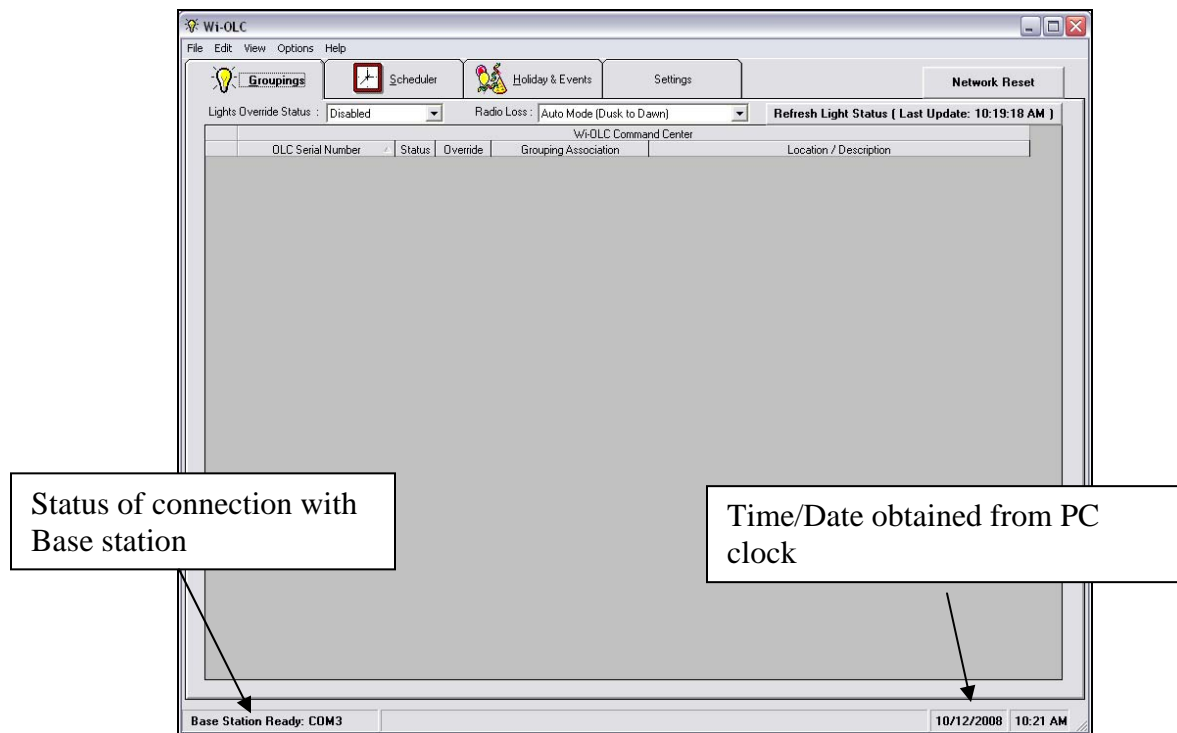 Wi-OLC
File Edit View Options Help
Groupings Scheduler Holiday & Events Settings Network Reset
Lights Override Status : Disabled Radio Loss : Auto Mode (Dusk to Dawn) Refresh Light Status ( Last Update: 10:19:18 AM )
Wi-OLC Command Center
OLC Serial Number Status Override Grouping Association Location / Description
Status of connection with
Base station
Time/Date obtained from PC
clock
Base Station Ready: COM3 10/12/2008 10:21 AM